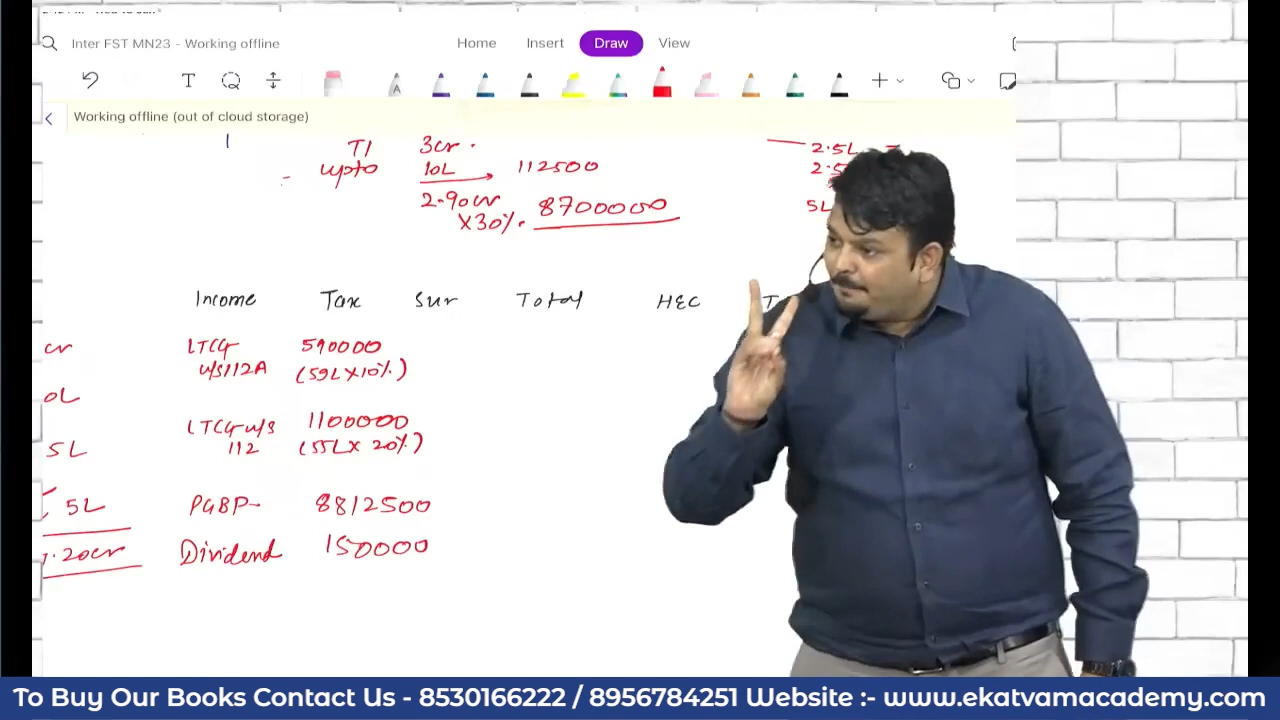 Inter FST MN23 - Working offline
Home Insert Draw View
Working offline (out of cloud storage)
TI 3cr.
upto 10L 112500
2.90cr
X30%. 8700000
2.5L
5L
Income Tax Sur Total HEC
cr LTCG 590000
u/s112A (59L X 10%.)
0L
LTCG u/s 1100000
112 (55L X 20%.)
5L
5L PGBP- 8812500
.20cr Dividend 150000
To Buy Our Books Contact Us - 8530166222 / 8956784251 Website :- www.ekatvamacademy.com